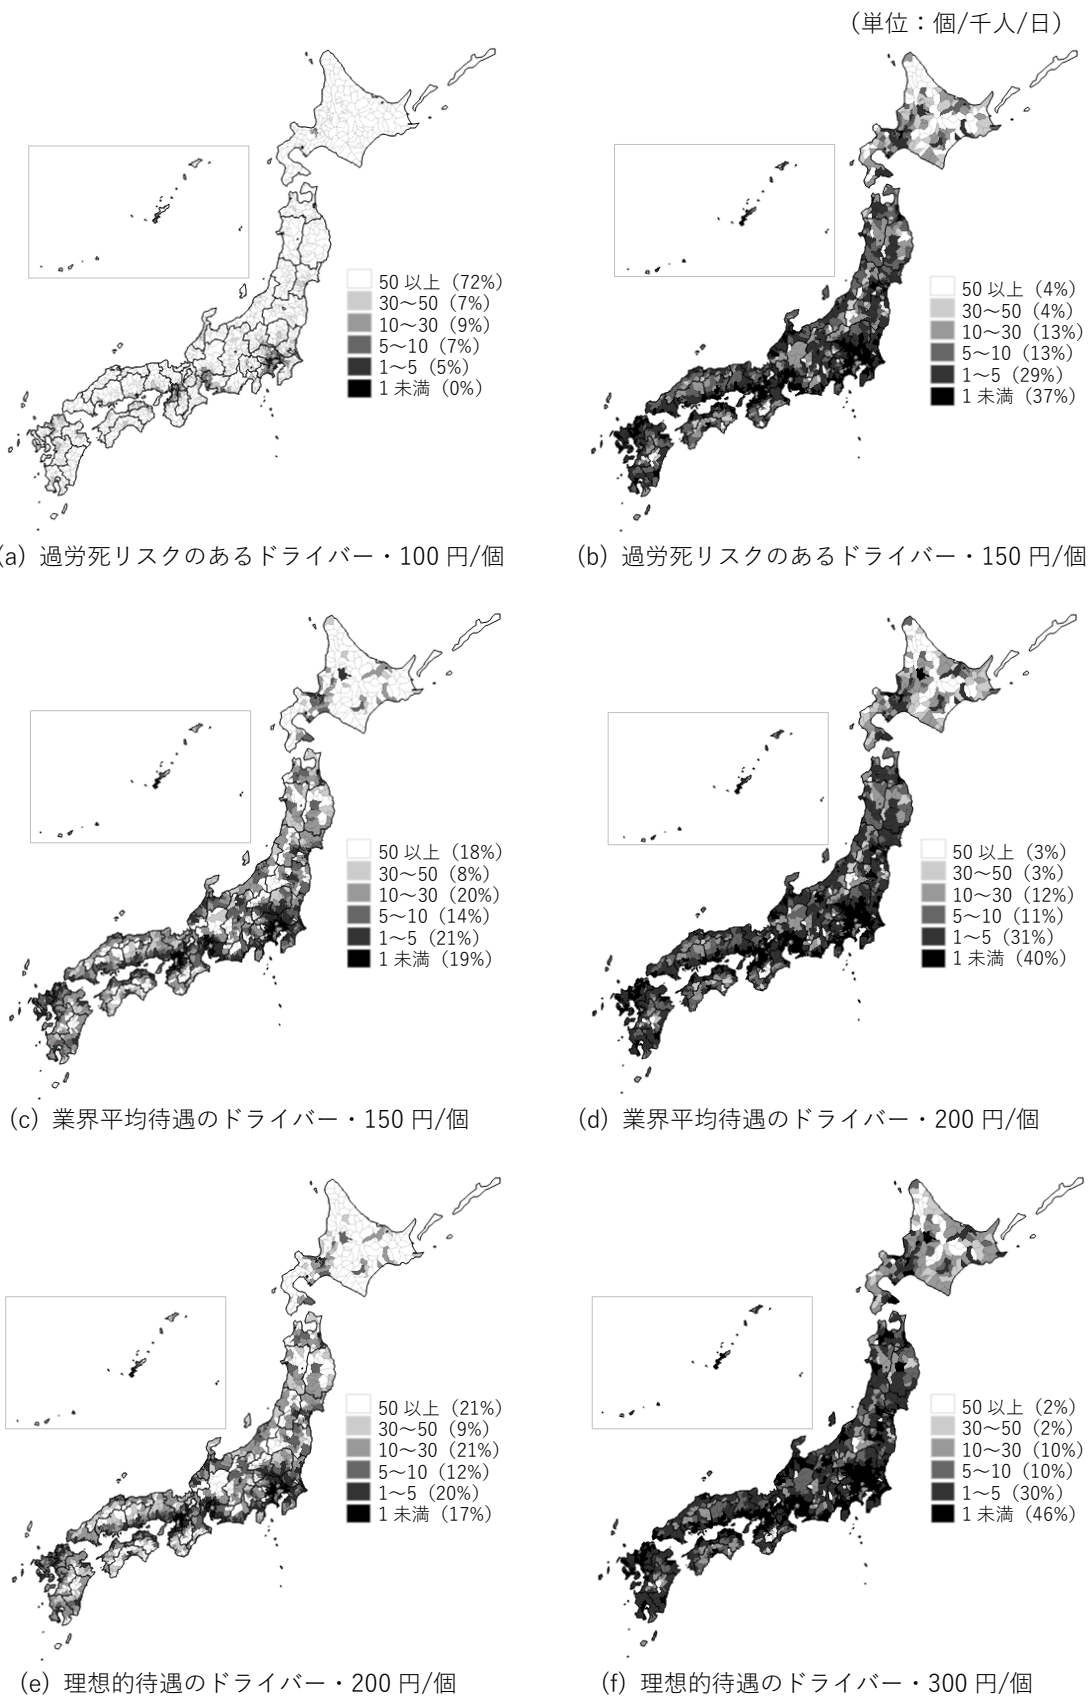 （単位：個/千人/日）
50 以上（72%）
30～50（7%）
10～30（9%）
5～10（7%）
1～5（5%）
1 未満（0%）
50 以上（4%）
30～50（4%）
10～30（13%）
5～10（13%）
1～5（29%）
1 未満（37%）
(a) 過労死リスクのあるドライバー・100 円/個
(b) 過労死リスクのあるドライバー・150 円/個
50 以上（18%）
30～50（8%）
10～30（20%）
5～10（14%）
1～5（21%）
1 未満（19%）
50 以上（3%）
30～50（3%）
10～30（12%）
5～10（11%）
1～5（31%）
1 未満（40%）
(c) 業界平均待遇のドライバー・150 円/個
(d) 業界平均待遇のドライバー・200 円/個
50 以上（21%）
30～50（9%）
10～30（21%）
5～10（12%）
1～5（20%）
1 未満（17%）
50 以上（2%）
30～50（2%）
10～30（10%）
5～10（10%）
1～5（30%）
1 未満（46%）
(e) 理想的待遇のドライバー・200 円/個
(f) 理想的待遇のドライバー・300 円/個